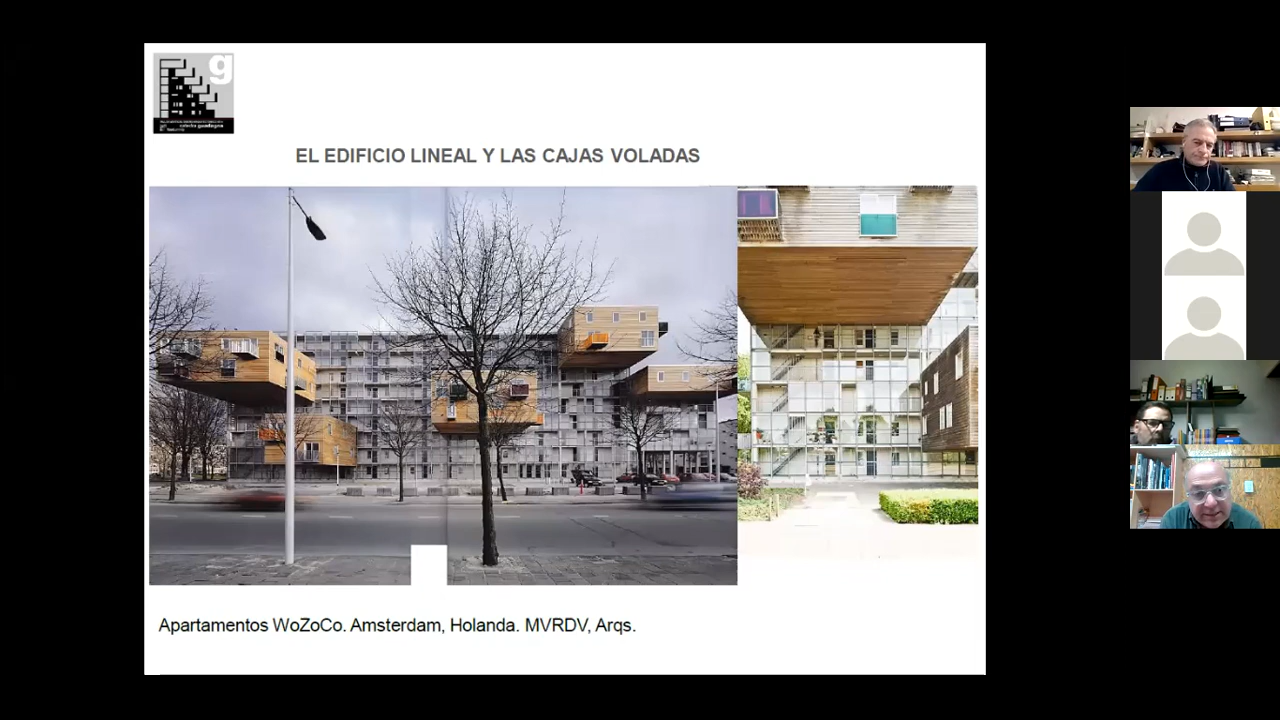 g
EL EDIFICIO LINEAL Y LAS CAJAS VOLADAS
Apartamentos WoZoCo. Amsterdam, Holanda. MVRDV, Arqs.